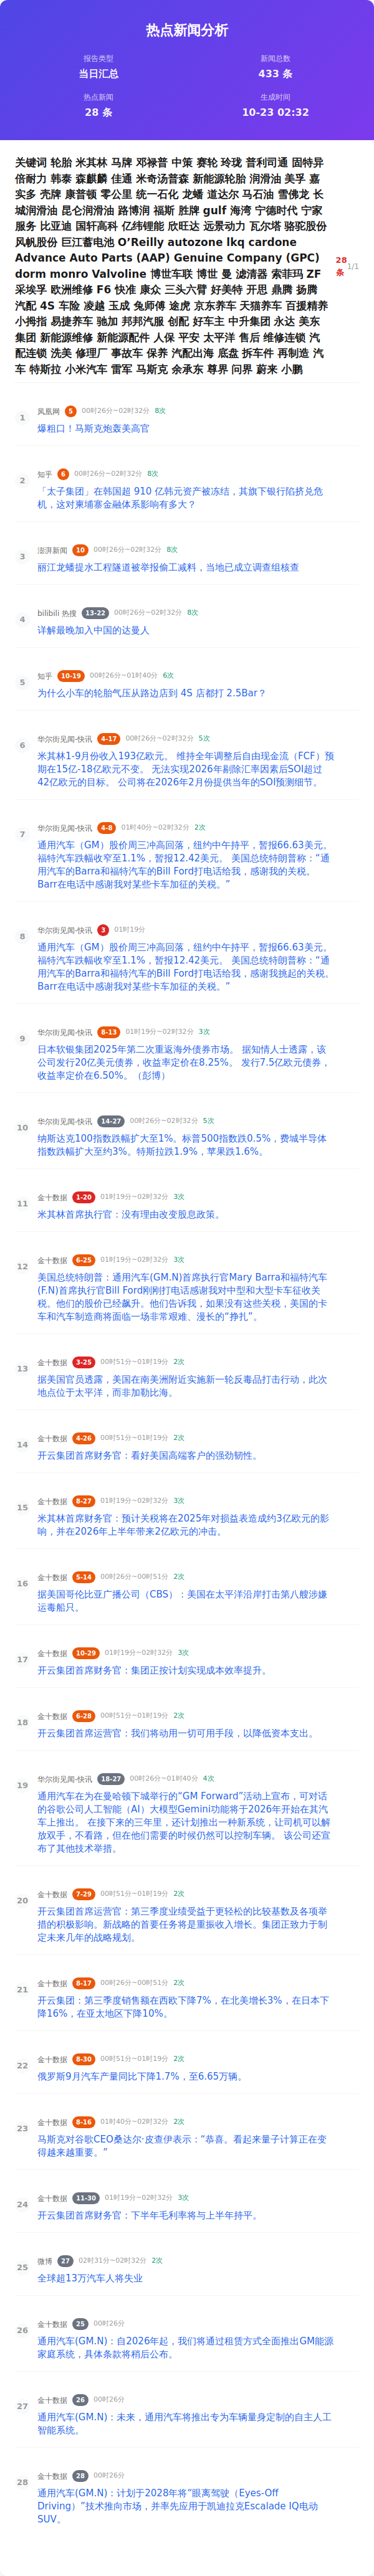 热点新闻分析
报告类型
当日汇总
新闻总数
433 条
热点新闻
28 条
生成时间
10-23 02:32
关键词 轮胎 米其林 马牌 邓禄普 中策 赛轮 玲珑 普利司通 固特异
倍耐力 韩泰 森麒麟 佳通 米奇汤普森 新能源轮胎 润滑油 美孚 嘉
实多 壳牌 康普顿 零公里 统一石化 龙蟠 道达尔 马石油 雪佛龙 长
城润滑油 昆仑润滑油 路博润 福斯 胜牌 gulf 海湾 宁德时代 宁家
服务 比亚迪 国轩高科 亿纬锂能 欣旺达 远景动力 瓦尔塔 骆驼股份
风帆股份 巨江蓄电池 O’Reilly autozone lkq cardone
Advance Auto Parts (AAP) Genuine Company (GPC)
dorm monro Valvoline 博世车联 博世 曼 滤清器 索菲玛 ZF
采埃孚 欧洲维修 F6 快准 康众 三头六臂 好美特 开思 鼎腾 扬腾
汽配 4S 车险 凌越 玉成 兔师傅 途虎 京东养车 天猫养车 百援精养
小拇指 易捷养车 驰加 邦邦汽服 创配 好车主 中升集团 永达 美东
集团 新能源维修 新能源配件 人保 平安 太平洋 售后 维修连锁 汽
配连锁 洗美 修理厂 事故车 保养 汽配出海 底盘 拆车件 再制造 汽
车 特斯拉 小米汽车 雷军 马斯克 余承东 尊界 问界 蔚来 小鹏
28
条
1/1
1
凤凰网 5 00时26分~02时32分 8次
爆粗口！马斯克炮轰美高官
2
知乎 6 00时26分~02时32分 8次
「太子集团」在韩国超 910 亿韩元资产被冻结，其旗下银行陷挤兑危
机，这对柬埔寨金融体系影响有多大？
3
澎湃新闻 10 00时26分~02时32分 8次
丽江龙蟠提水工程隧道被举报偷工减料，当地已成立调查组核查
4
bilibili 热搜 13-22 00时26分~02时32分 8次
详解最晚加入中国的达曼人
5
知乎 10-19 00时26分~01时40分 6次
为什么小车的轮胎气压从路边店到 4S 店都打 2.5Bar？
6
华尔街见闻-快讯 4-17 00时26分~02时32分 5次
米其林1-9月份收入193亿欧元。 维持全年调整后自由现金流（FCF）预
期在15亿-18亿欧元不变。 无法实现2026年剔除汇率因素后SOI超过
42亿欧元的目标。 公司将在2026年2月份提供当年的SOI预测细节。
7
华尔街见闻-快讯 4-8 01时40分~02时32分 2次
通用汽车（GM）股价周三冲高回落，纽约中午转平，暂报66.63美元。
福特汽车跌幅收窄至1.1%，暂报12.42美元。 美国总统特朗普称：“通
用汽车的Barra和福特汽车的Bill Ford打电话给我，感谢我的关税。
Barr在电话中感谢我对某些卡车加征的关税。”
8
华尔街见闻-快讯 3 01时19分
通用汽车（GM）股价周三冲高回落，纽约中午持平，暂报66.63美元。
福特汽车跌幅收窄至1.1%，暂报12.42美元。 美国总统特朗普称：“通
用汽车的Barra和福特汽车的Bill Ford打电话给我，感谢我挑起的关税。
Barr在电话中感谢我对某些卡车加征的关税。”
9
华尔街见闻-快讯 8-13 01时19分~02时32分 3次
日本软银集团2025年第二次重返海外债券市场。 据知情人士透露，该
公司发行20亿美元债券，收益率定价在8.25%。 发行7.5亿欧元债券，
收益率定价在6.50%。（彭博）
10
华尔街见闻-快讯 14-27 00时26分~02时32分 5次
纳斯达克100指数跌幅扩大至1%。标普500指数跌0.5%，费城半导体
指数跌幅扩大至约3%。特斯拉跌1.9%，苹果跌1.6%。
11
金十数据 1-20 01时19分~02时32分 3次
米其林首席执行官：没有理由改变股息政策。
12
金十数据 6-25 01时19分~02时32分 3次
美国总统特朗普：通用汽车(GM.N)首席执行官Mary Barra和福特汽车
(F.N)首席执行官Bill Ford刚刚打电话感谢我对中型和大型卡车征收关
税。他们的股价已经飙升。他们告诉我，如果没有这些关税，美国的卡
车和汽车制造商将面临一场非常艰难、漫长的“挣扎”。
13
金十数据 3-25 00时51分~01时19分 2次
据美国官员透露，美国在南美洲附近实施新一轮反毒品打击行动，此次
地点位于太平洋，而非加勒比海。
14
金十数据 4-26 00时51分~01时19分 2次
开云集团首席财务官：看好美国高端客户的强劲韧性。
15
金十数据 8-27 01时19分~02时32分 3次
米其林首席财务官：预计关税将在2025年对损益表造成约3亿欧元的影
响，并在2026年上半年带来2亿欧元的冲击。
16
金十数据 5-14 00时26分~00时51分 2次
据美国哥伦比亚广播公司（CBS）：美国在太平洋沿岸打击第八艘涉嫌
运毒船只。
17
金十数据 10-29 01时19分~02时32分 3次
开云集团首席财务官：集团正按计划实现成本效率提升。
18
金十数据 6-28 00时51分~01时19分 2次
开云集团首席运营官：我们将动用一切可用手段，以降低资本支出。
19
华尔街见闻-快讯 18-27 00时26分~01时40分 4次
通用汽车在为在曼哈顿下城举行的“GM Forward”活动上宣布，可对话
的谷歌公司人工智能（AI）大模型Gemini功能将于2026年开始在其汽
车上推出。 在接下来的三年里，还计划推出一种新系统，让司机可以解
放双手，不看路，但在他们需要的时候仍然可以控制车辆。 该公司还宣
布了其他技术举措。
20
金十数据 7-29 00时51分~01时19分 2次
开云集团首席运营官：第三季度业绩受益于更轻松的比较基数及各项举
措的积极影响。新战略的首要任务将是重振收入增长。集团正致力于制
定未来几年的战略规划。
21
金十数据 8-17 00时26分~00时51分 2次
开云集团：第三季度销售额在西欧下降7%，在北美增长3%，在日本下
降16%，在亚太地区下降10%。
22
金十数据 8-30 00时51分~01时19分 2次
俄罗斯9月汽车产量同比下降1.7%，至6.65万辆。
23
金十数据 8-16 01时40分~02时32分 2次
马斯克对谷歌CEO桑达尔·皮查伊表示：“恭喜。看起来量子计算正在变
得越来越重要。”
24
金十数据 11-30 01时19分~02时32分 3次
开云集团首席财务官：下半年毛利率将与上半年持平。
25
微博 27 02时31分~02时32分 2次
全球超13万汽车人将失业
26
金十数据 25 00时26分
通用汽车(GM.N)：自2026年起，我们将通过租赁方式全面推出GM能源
家庭系统，具体条款将稍后公布。
27
金十数据 26 00时26分
通用汽车(GM.N)：未来，通用汽车将推出专为车辆量身定制的自主人工
智能系统。
28
金十数据 28 00时26分
通用汽车(GM.N)：计划于2028年将“眼离驾驶（Eyes-Off
Driving）”技术推向市场，并率先应用于凯迪拉克Escalade IQ电动
SUV。